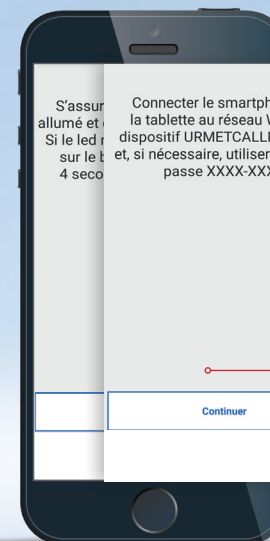 S'assur
allumé et
Si le led
sur le
4 seco
Connecter le smartph
la tablette au réseau
dispositif URMETCALL
et, si nécessaire, utiliser
passe XXXX-XX
Continuer